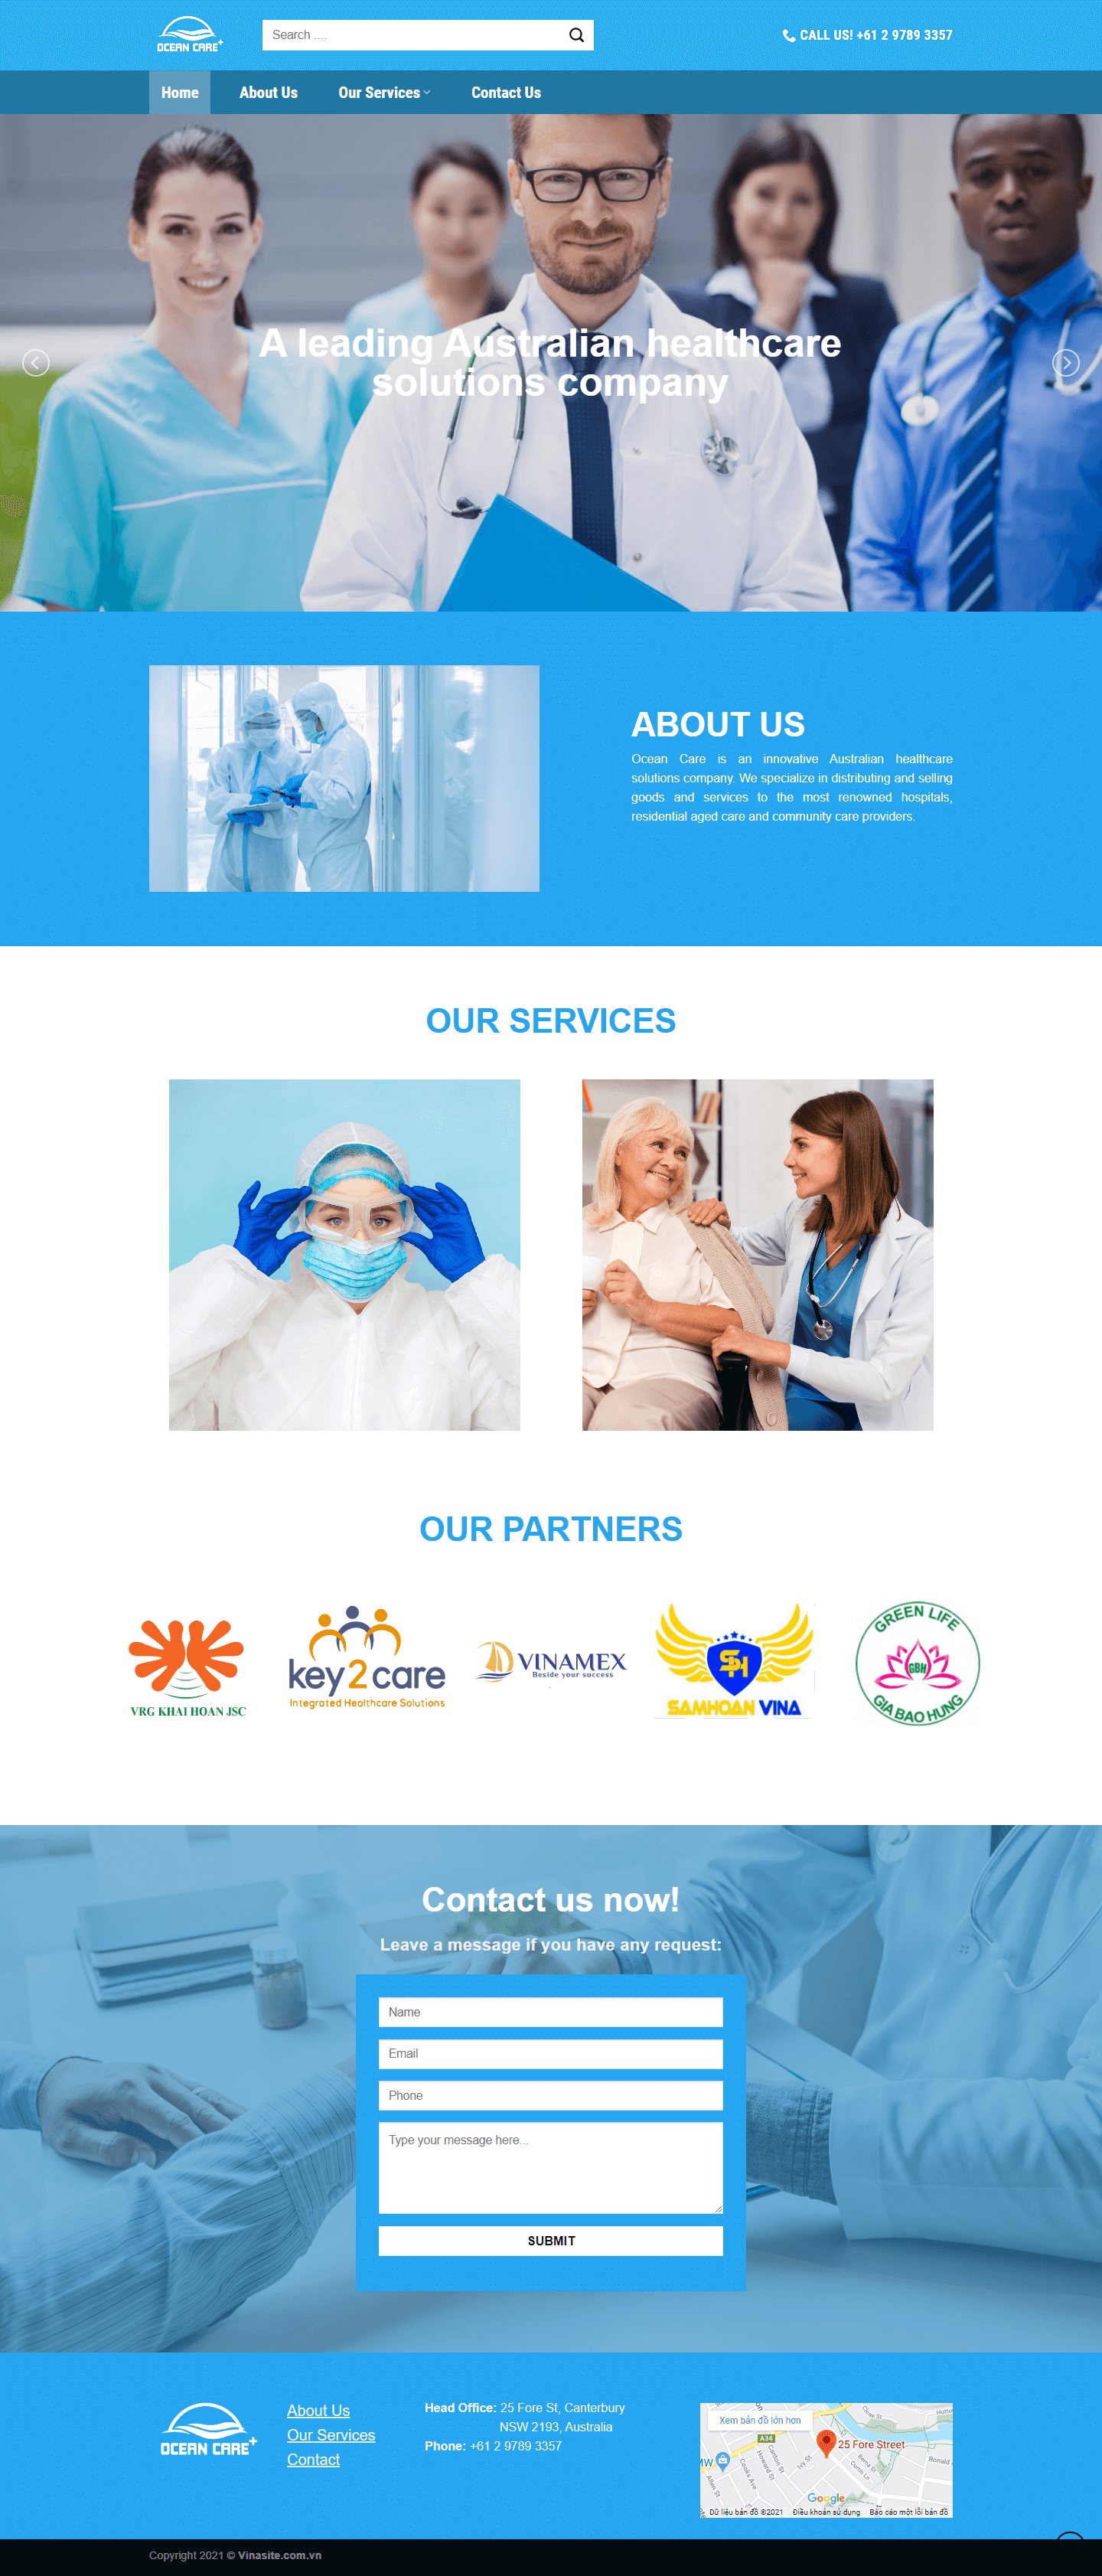 OCEAN CARE+
Search ....
CALL US! +61 2 9789 3357
Home
About Us
Our Services
Contact Us
A leading Australian healthcare
solutions company
ABOUT US
Ocean Care is an innovative Australian healthcare
solutions company. We specialize in distributing and selling
goods and services to the most renowned hospitals,
residential aged care and community care providers.
OUR SERVICES
OUR PARTNERS
VRG KHAI HOAN JSC
key2care
Integrated Healthcare Solutions
VINAMEX
Beside your success
SH
SAMHOAN VINA
GREEN LIFE
GBH
GIA BAO HUNG
Contact us now!
Leave a message if you have any request:
Name
Email
Phone
Type your message here...
SUBMIT
OCEAN CARE+
About Us
Our Services
Contact
Head Office: 25 Fore St, Canterbury
NSW 2193, Australia
Phone: +61 2 9789 3357
Xem bản đồ lớn hơn
A34
25 Fore Street
Ronald
Google
Dữ liệu bản đồ ©2021
Điều khoản sử dụng
Báo cáo một lỗi bản đồ
Copyright 2021 © Vinasite.com.vn